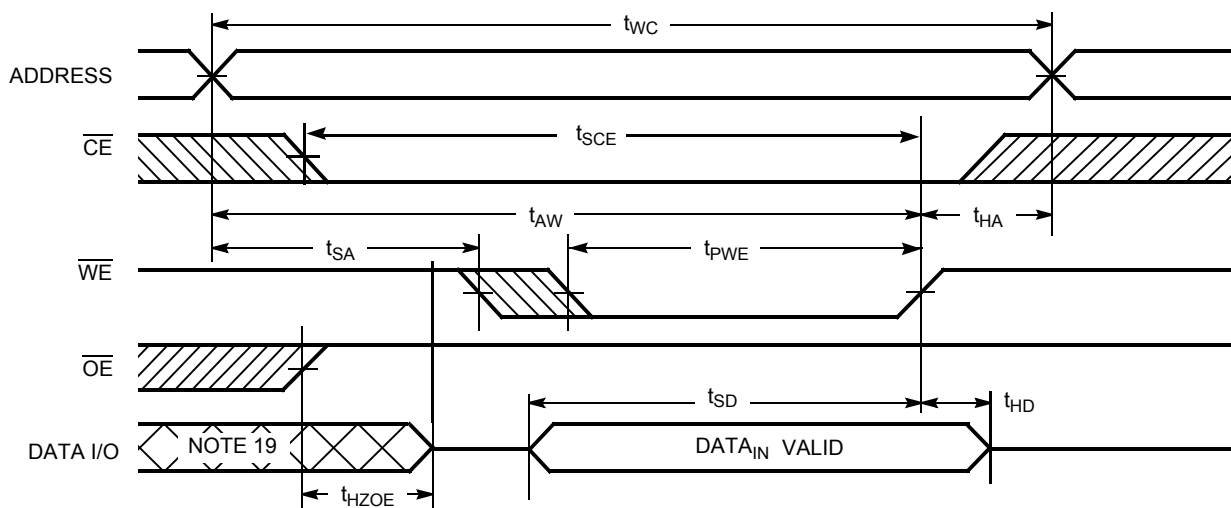 tWC
ADDRESS
CE
tSCE
tAW
tHA
tSA
tPWE
WE
OE
tSD
tHD
DATA I/O
NOTE 19
DATAIN VALID
tHZOE